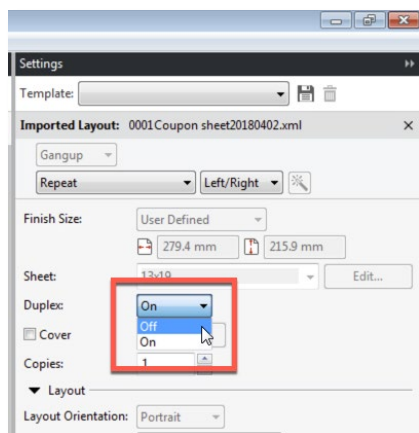 Settings
Template:
Imported Layout: 0001Coupon sheet20180402.xml
Gangup
Repeat Left/Right
Finish Size: User Defined
279.4 mm 215.9 mm
Sheet: 13x19 Edit...
Duplex: On
Off
Cover On
Copies: 1
Layout
Layout Orientation: Portrait